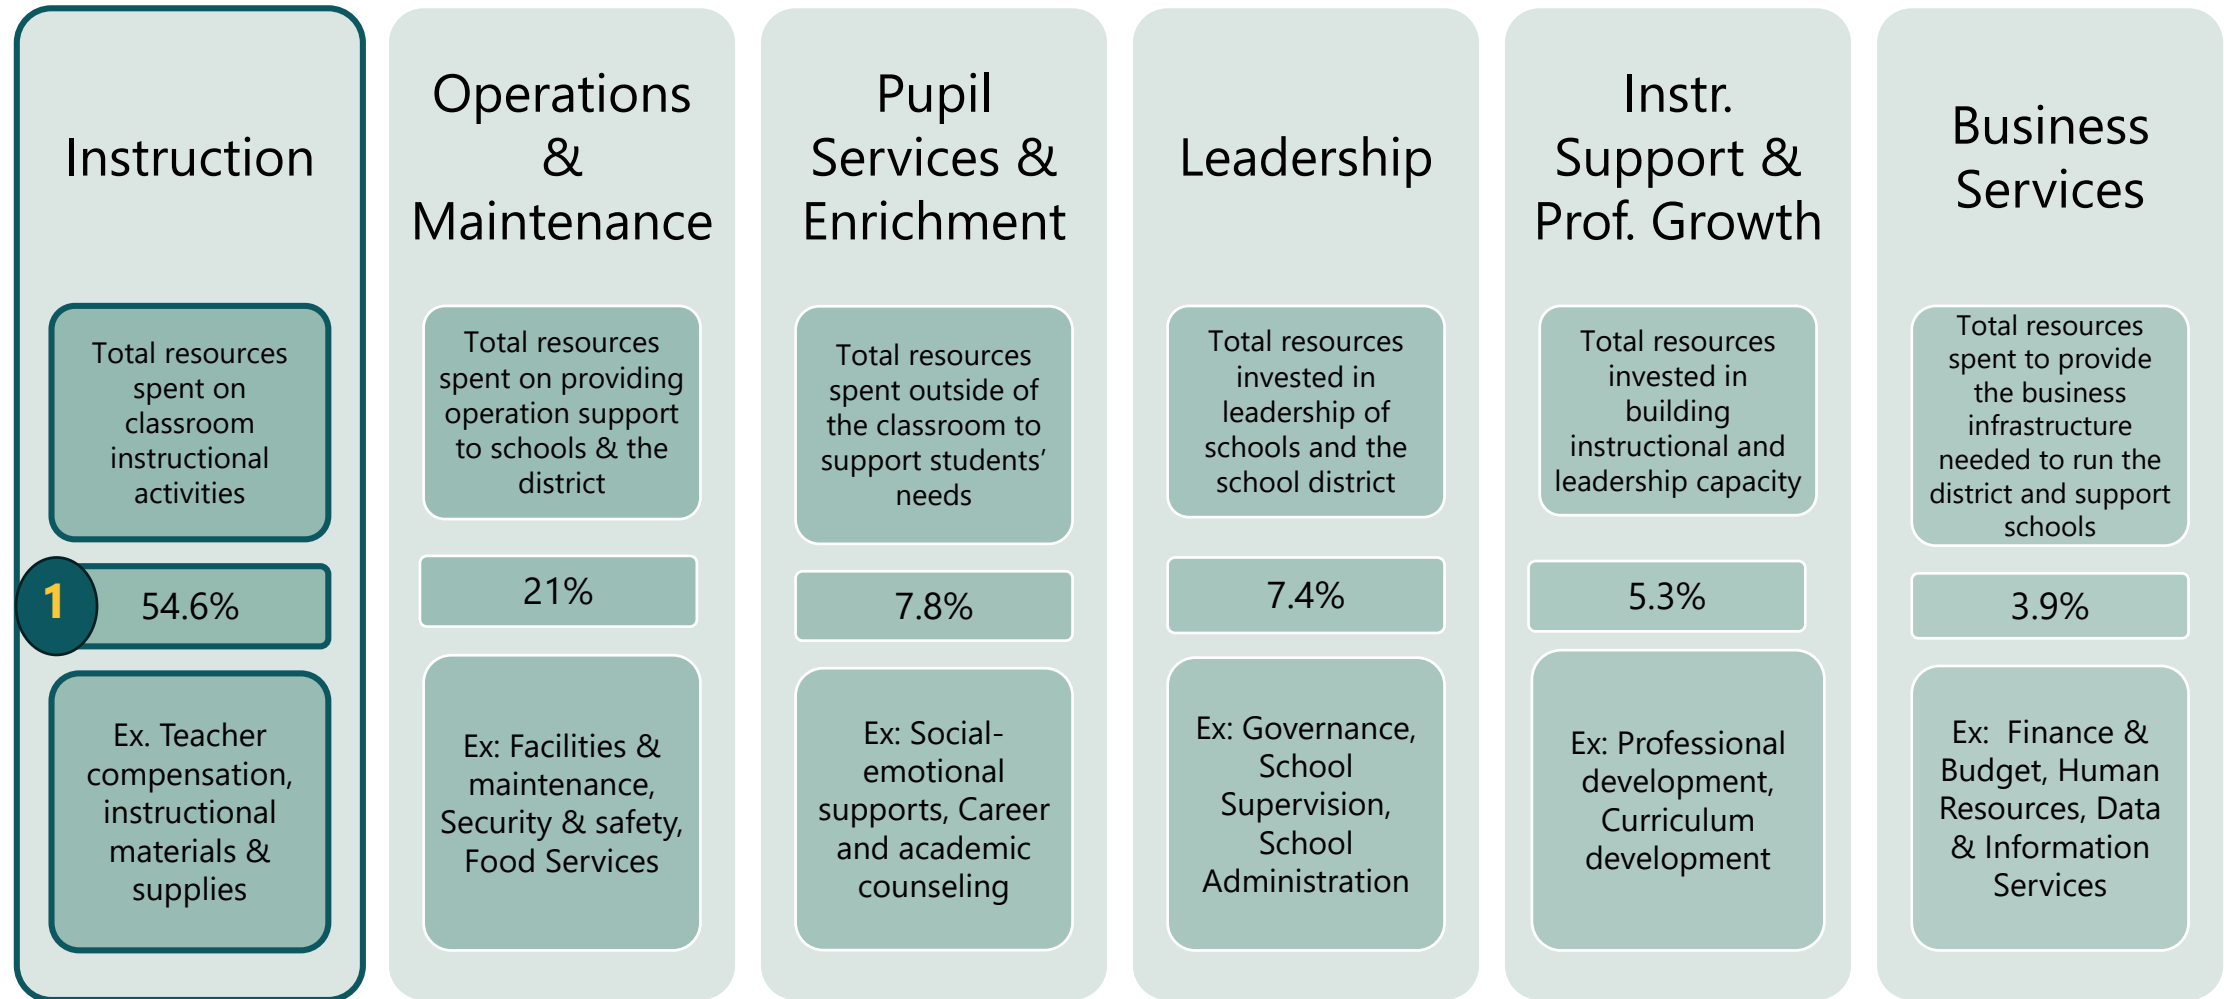 Instruction
Total resources
spent on
classroom
instructional
activities
1
54.6%
Ex. Teacher
compensation,
instructional
materials &
supplies
Operations
&
Maintenance
Total resources
spent on providing
operation support
to schools & the
district
21%
Ex: Facilities &
maintenance,
Security & safety,
Food Services
Pupil
Services &
Enrichment
Total resources
spent outside of
the classroom to
support students’
needs
7.8%
Ex: Social-
emotional
supports, Career
and academic
counseling
Leadership
Total resources
invested in
leadership of
schools and the
school district
7.4%
Ex: Governance,
School
Supervision,
School
Administration
Instr.
Support &
Prof. Growth
Total resources
invested in
building
instructional and
leadership capacity
5.3%
Ex: Professional
development,
Curriculum
development
Business
Services
Total resources
spent to provide
the business
infrastructure
needed to run the
district and support
schools
3.9%
Ex:  Finance &
Budget, Human
Resources, Data
& Information
Services